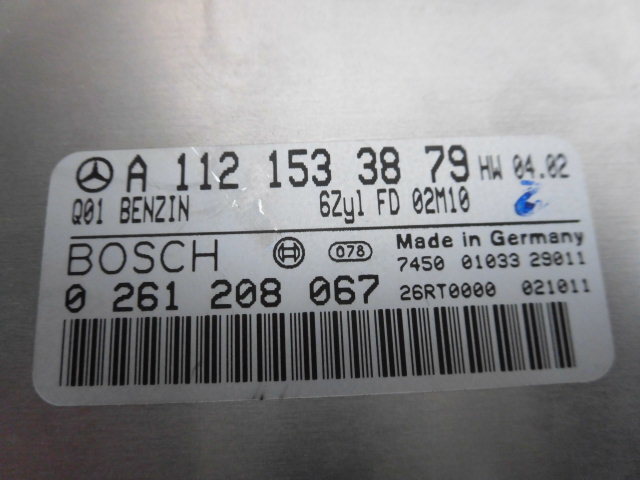 A 112 153 38 79 HW 04.02
Q01 BENZIN 6Zyl FD 02M10
BOSCH 078 Made in Germany
7450 01033 29011
0 261 208 067 26RT0000 021011